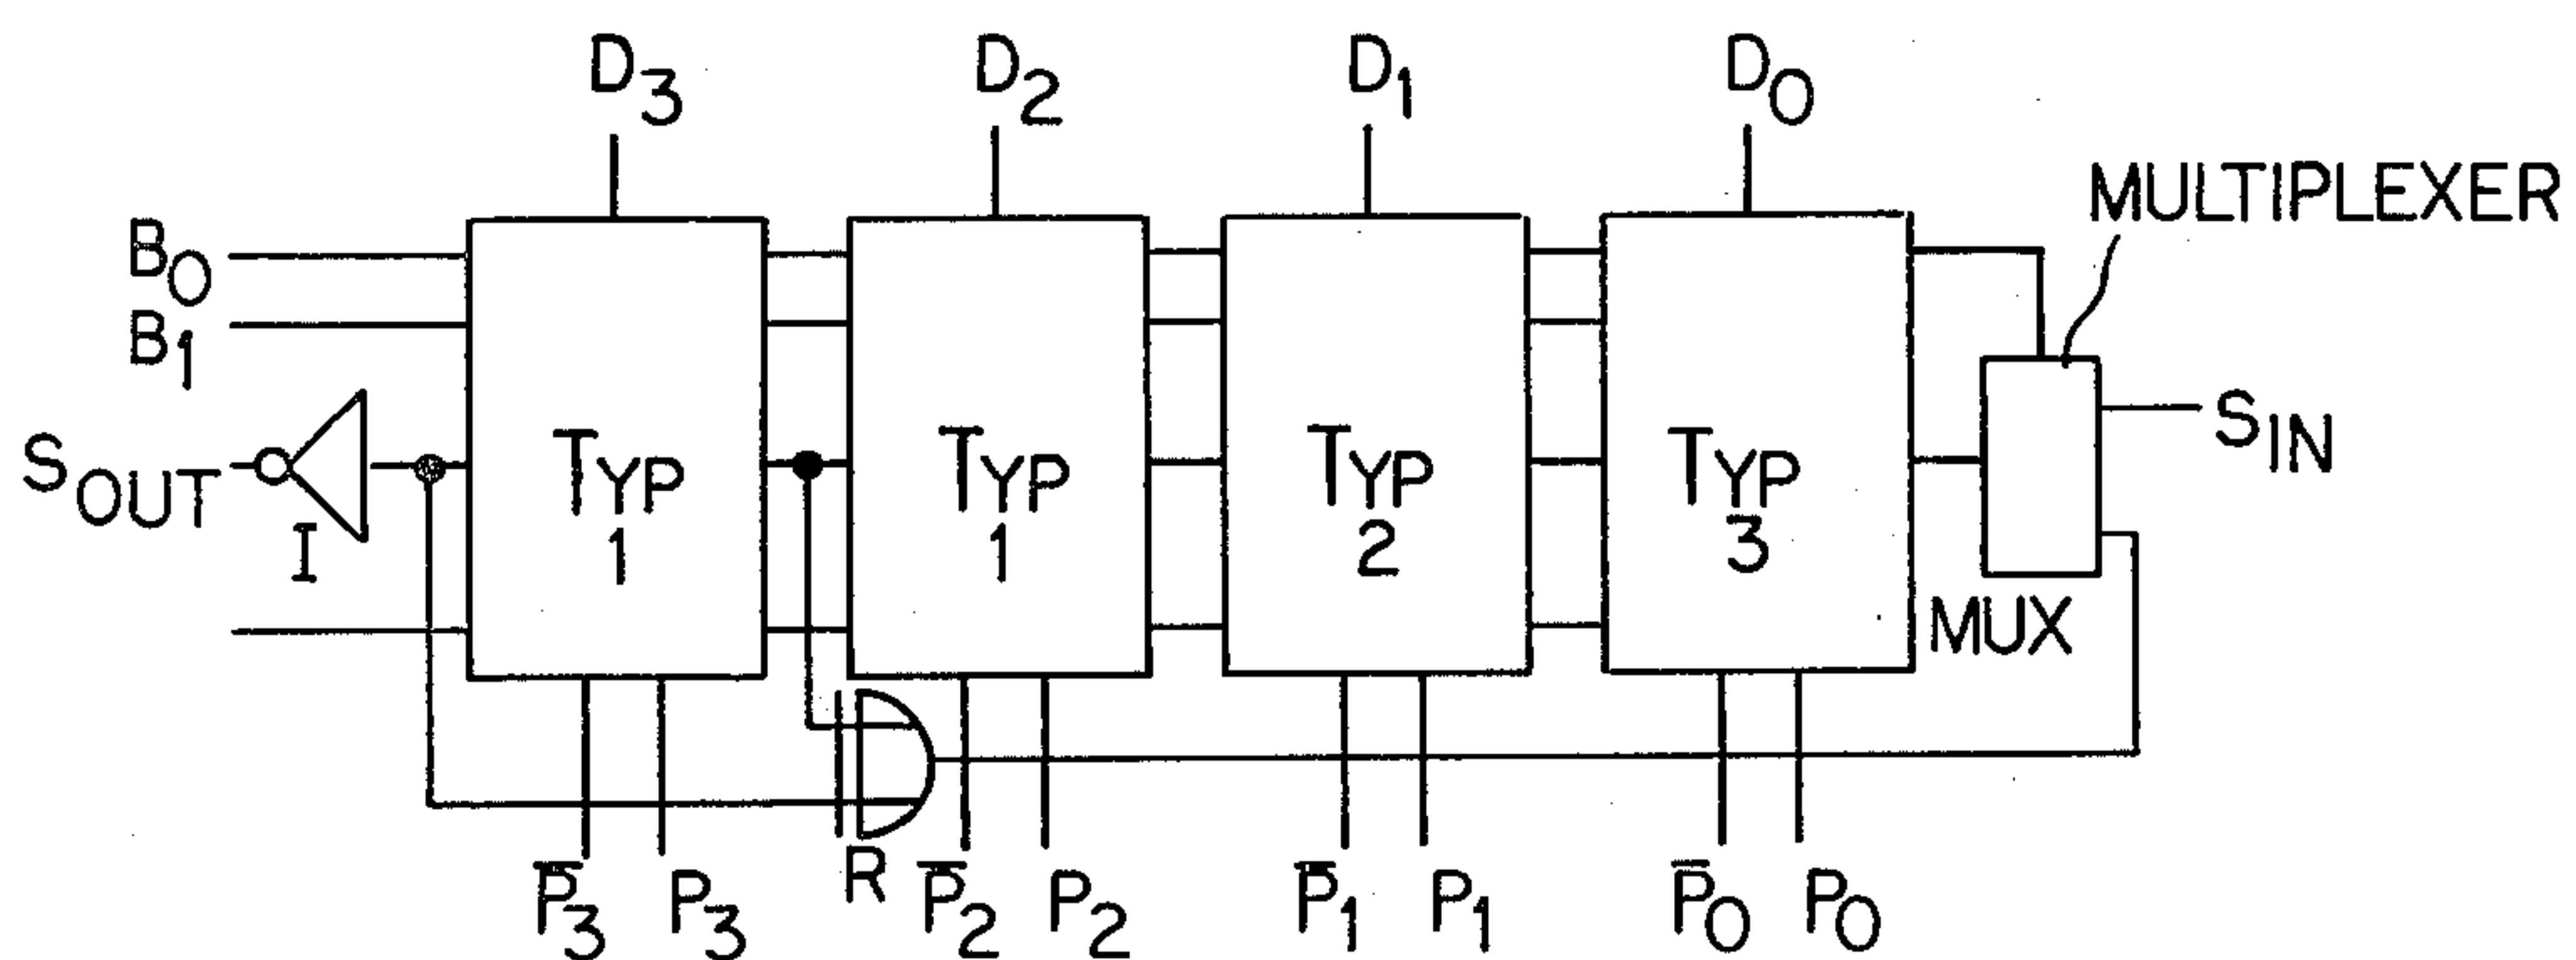 D3 D2 D1 D0
MULTIPLEXER
B0
B1
SOUT
I
TYP 1
TYP 1
TYP 2
TYP 3
SIN
MUX
R
P̅3 P3 P̅2 P2 P̅1 P1 P̅0 P0